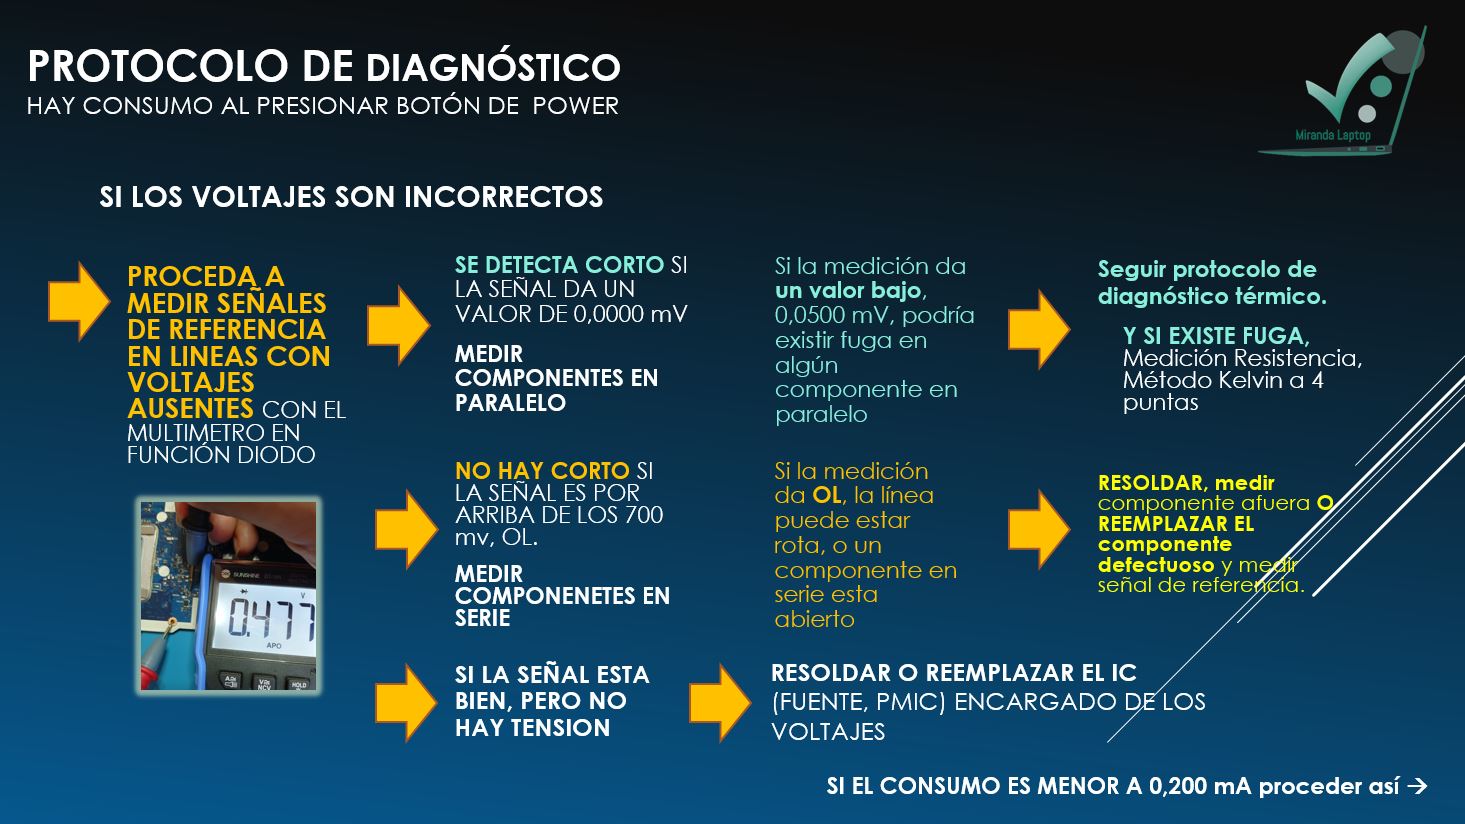 PROTOCOLO DE DIAGNÓSTICO
HAY CONSUMO AL PRESIONAR BOTÓN DE POWER
Miranda Laptop
SI LOS VOLTAJES SON INCORRECTOS
PROCEDA A
MEDIR SEÑALES
DE REFERENCIA
EN LINEAS CON
VOLTAJES
AUSENTES CON EL
MULTIMETRO EN
FUNCIÓN DIODO
SE DETECTA CORTO SI
LA SEÑAL DA UN
VALOR DE 0,0000 mV
MEDIR
COMPONENTES EN
PARALELO
Si la medición da
un valor bajo,
0,0500 mV, podría
existir fuga en
algún
componente en
paralelo
Seguir protocolo de
diagnóstico térmico.
Y SI EXISTE FUGA,
Medición Resistencia,
Método Kelvin a 4
puntas
NO HAY CORTO SI
LA SEÑAL ES POR
ARRIBA DE LOS 700
mv, OL.
MEDIR
COMPONENETES EN
SERIE
Si la medición
da OL, la línea
puede estar
rota, o un
componente en
serie esta
abierto
RESOLDAR, medir
componente afuera O
REEMPLAZAR EL
componente
defectuoso y medir
señal de referencia.
SUNSHINE
V
0.477
APO
HOLD
SI LA SEÑAL ESTA
BIEN, PERO NO
HAY TENSION
RESOLDAR O REEMPLAZAR EL IC
(FUENTE, PMIC) ENCARGADO DE LOS
VOLTAJES
SI EL CONSUMO ES MENOR A 0,200 mA proceder así →